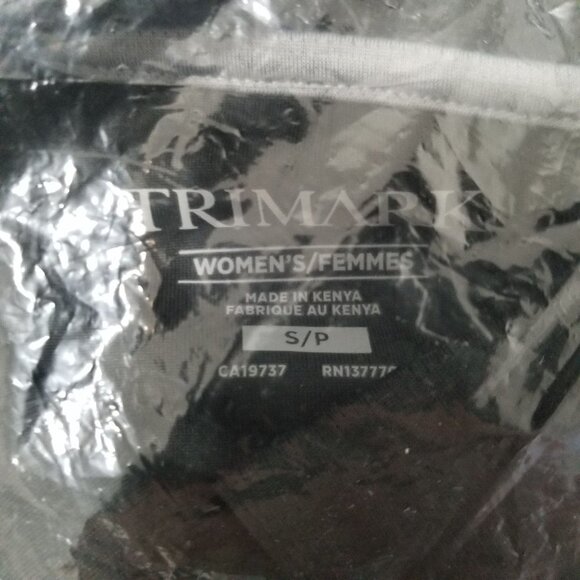 TRIMARK
WOMEN'S/FEMMES
MADE IN KENYA
FABRIQUE AU KENYA
S/P
CA19737